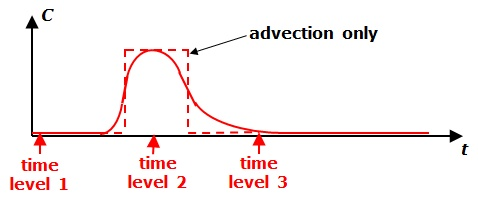 C
advection only
t
time
level 1
time
level 2
time
level 3